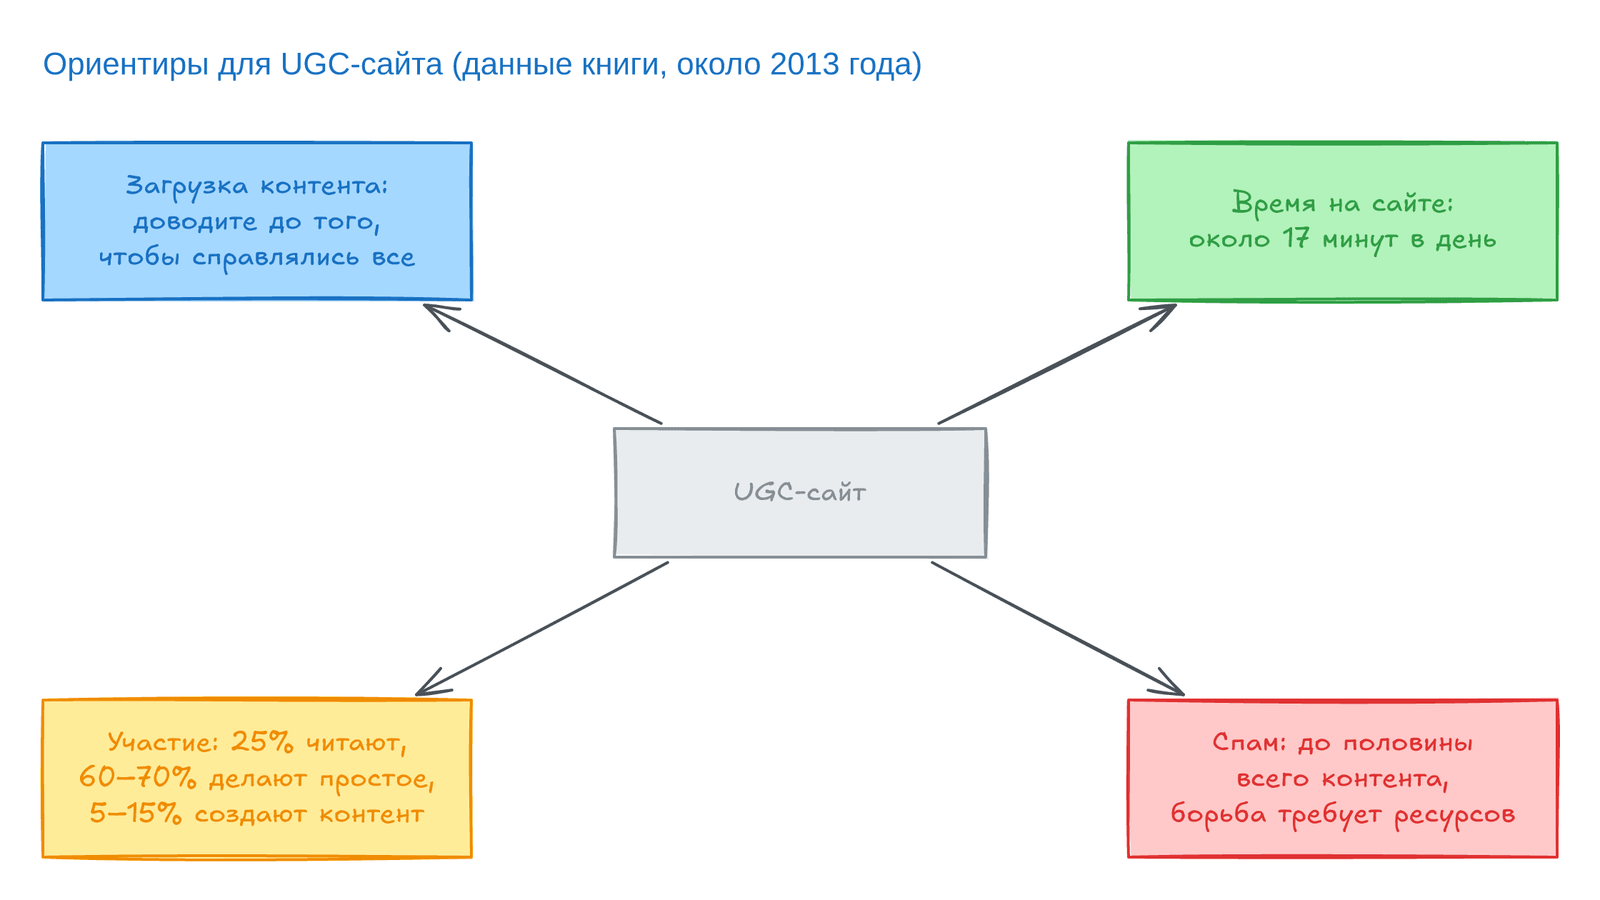 Ориентиры для UGC-сайта (данные книги, около 2013 года)
Загрузка контента:
доводите до того,
чтобы справлялись все
Время на сайте:
около 17 минут в день
UGC-сайт
Участие: 25% читают,
60–70% делают простое,
5–15% создают контент
Спам: до половины
всего контента,
борьба требует ресурсов